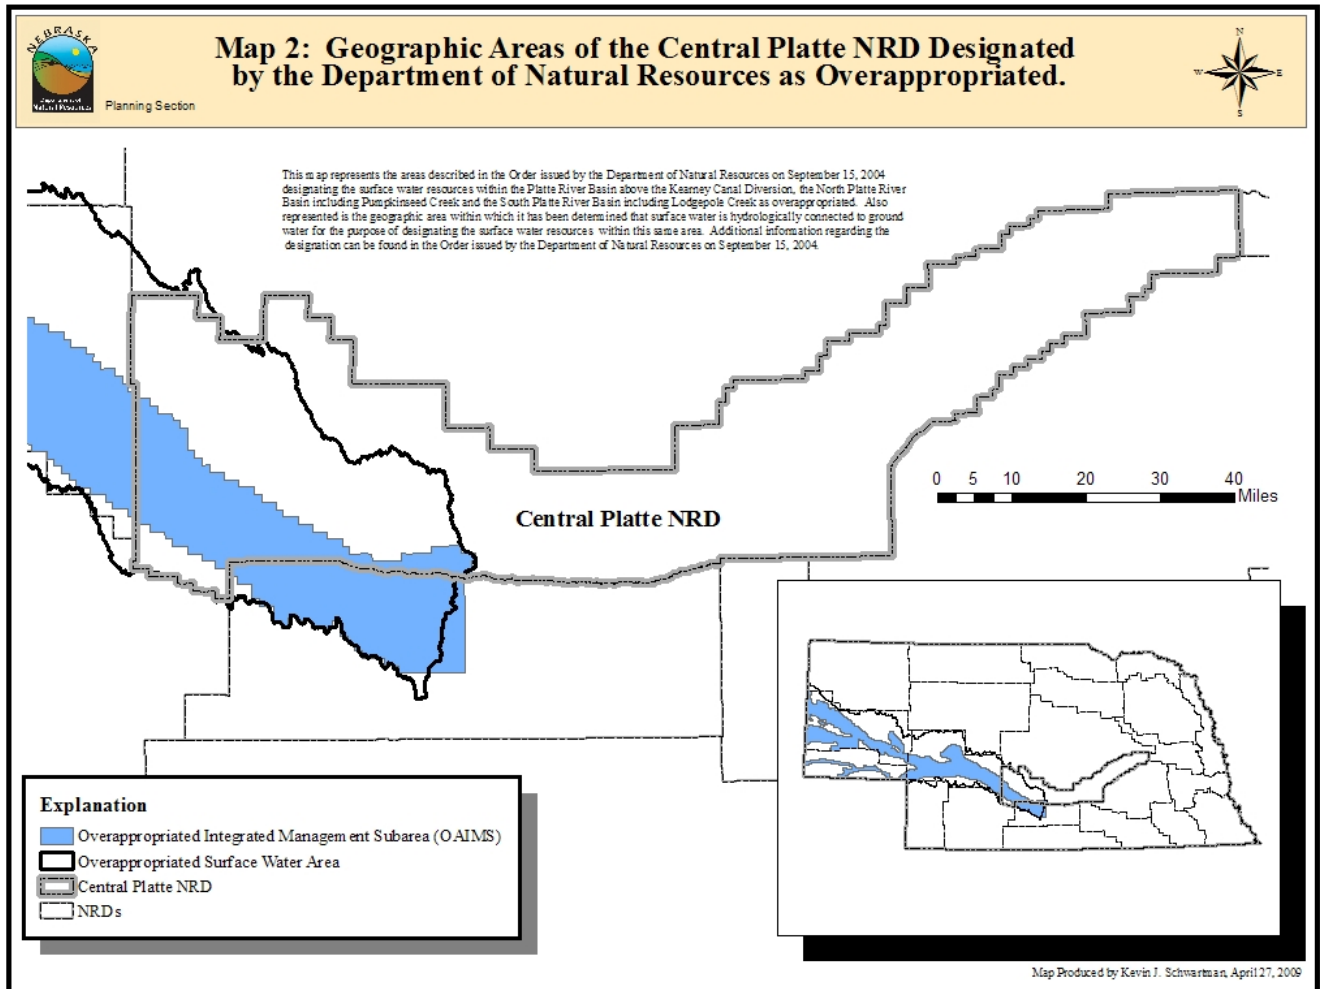 NEBRASKA
Department of
Natural Resources
Planning Section
Map 2: Geographic Areas of the Central Platte NRD Designated
by the Department of Natural Resources as Overappropriated.
N
W
E
S
This map represents the areas described in the Order issued by the Department of Natural Resources on September 15, 2004
designating the surface water resources within the Platte River Basin above the Kearney Canal Diversion, the North Platte River
Basin including Pumpkinseed Creek and the South Platte River Basin including Lodgepole Creek as overappropriated. Also
represented is the geographic area within which it has been determined that surface water is hydrologically connected to ground
water for the purpose of designating the surface water resources within this same area. Additional information regarding the
designation can be found in the Order issued by the Department of Natural Resources on September 15, 2004.
0 5 10 20 30 40
Miles
Central Platte NRD
Explanation
Overappropriated Integrated Management Subarea (OAIMS)
Overappropriated Surface Water Area
Central Platte NRD
NRDs
Map Produced by Kevin J. Schwartman, April 27, 2009